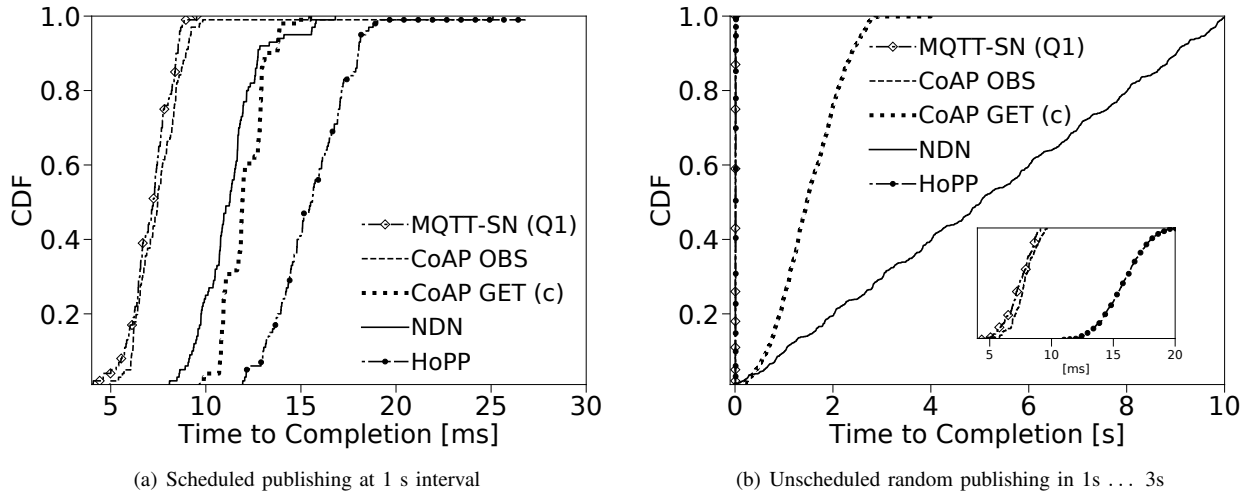 1.0
0.8
0.6
0.4
0.2
CDF
MQTT-SN (Q1)
CoAP OBS
CoAP GET (c)
NDN
HoPP
5 10 15 20 25 30
Time to Completion [ms]
(a) Scheduled publishing at 1 s interval
1.0
0.8
0.6
0.4
0.2
CDF
MQTT-SN (Q1)
CoAP OBS
CoAP GET (c)
NDN
HoPP
5 10 15 20
[ms]
0 2 4 6 8 10
Time to Completion [s]
(b) Unscheduled random publishing in 1s ... 3s